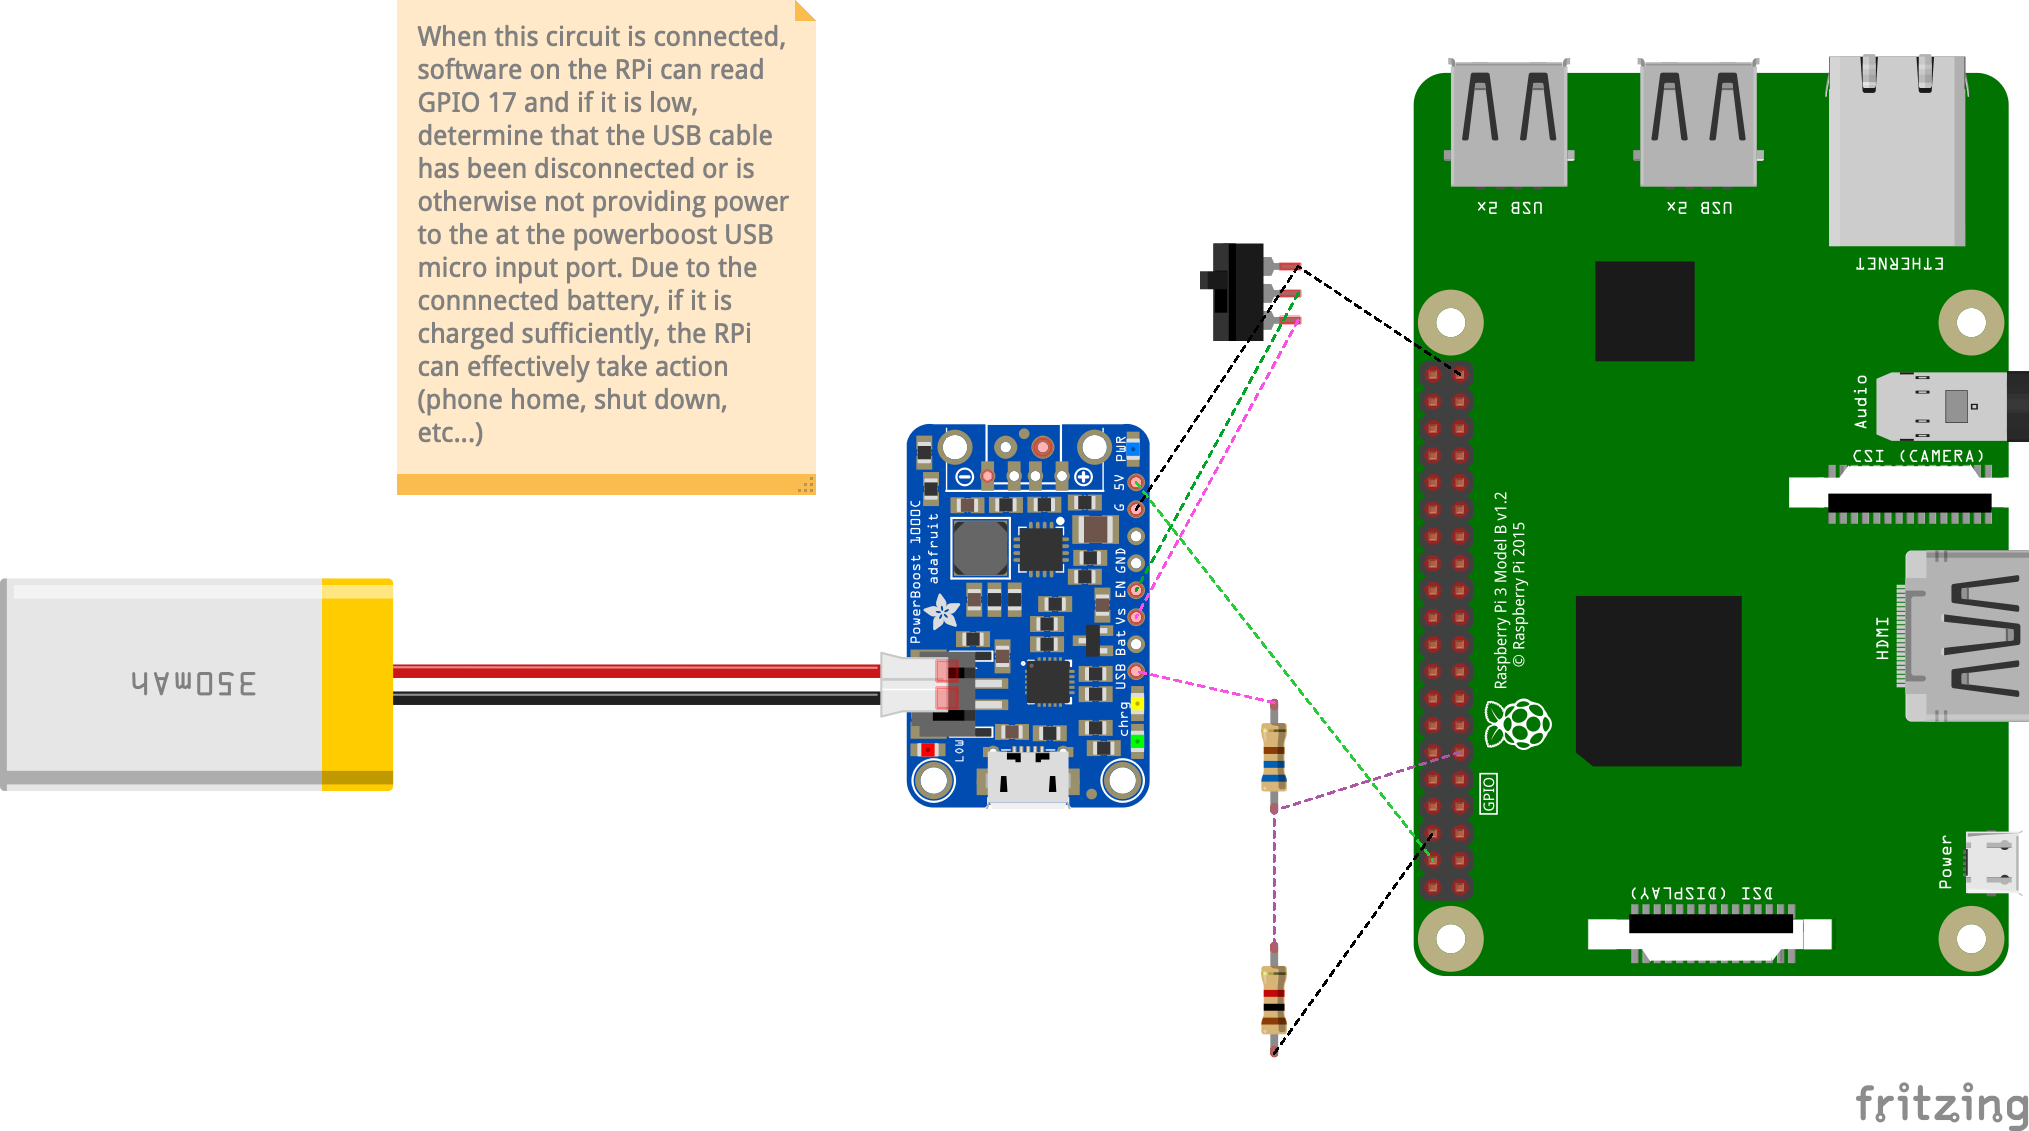 When this circuit is connected,
software on the RPi can read
GPIO 17 and if it is low,
determine that the USB cable
has been disconnected or is
otherwise not providing power
to the at the powerboost USB
micro input port. Due to the
connnected battery, if it is
charged sufficiently, the RPi
can effectively take action
(phone home, shut down,
etc...)
350mAh
PowerBoost 1000C
adafruit
PWR
5V
G
GND
EN
Vs
Bat
USB
chrg
LOW
USB 2x
USB 2x
ETHERNET
Audio
CSI (CAMERA)
Raspberry Pi 3 Model B v1.2
© Raspberry Pi 2015
HDMI
GPIO
Power
DSI (DISPLAY)
fritzing